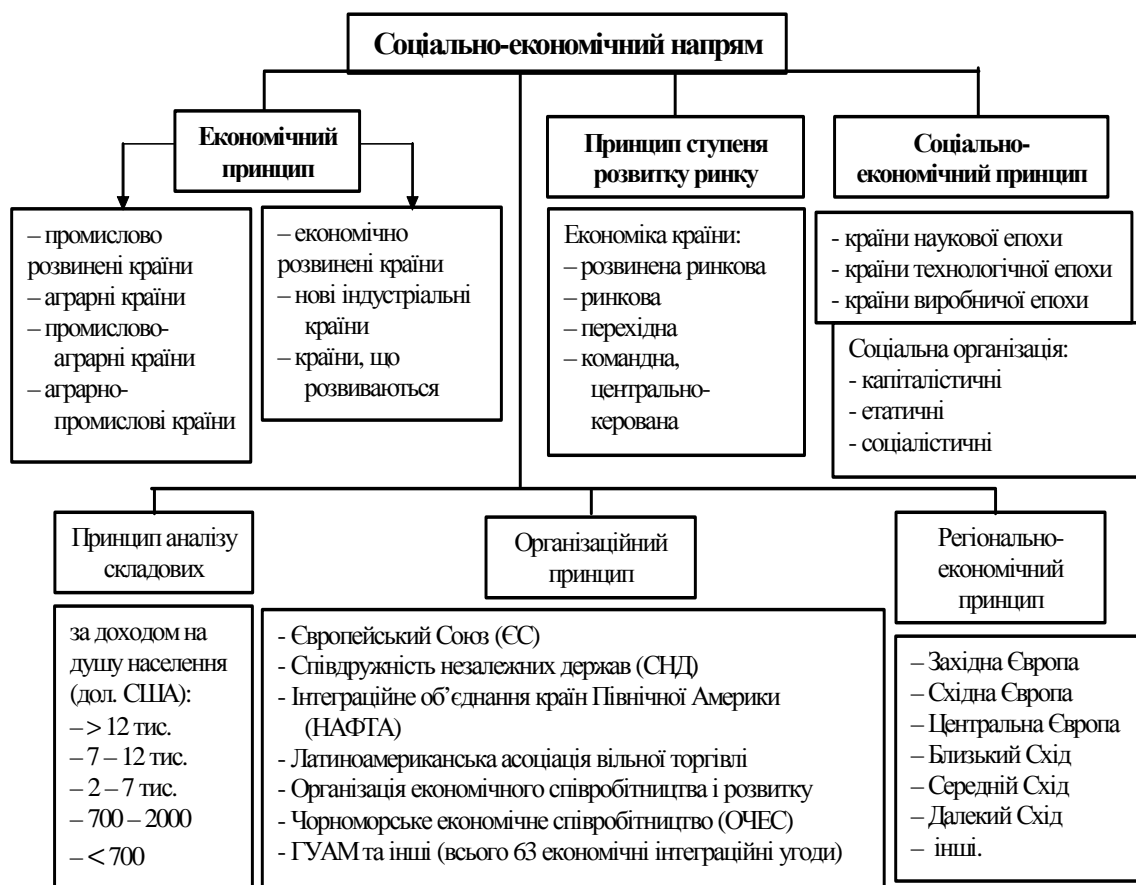 Соціально-економічний напрям
Економічний
принцип
– промислово
розвинені країни
– аграрні країни
– промислово-
аграрні країни
– аграрно-
промислові країни
– економічно
розвинені країни
– нові індустріальні
країни
– країни, що
розвиваються
Принцип ступеня
розвитку ринку
Економіка країни:
– розвинена ринкова
– ринкова
– перехідна
– командна,
центрально-
керована
Соціально-
економічний принцип
- країни наукової епохи
- країни технологічної епохи
- країни виробничої епохи
Соціальна організація:
- капіталістичні
- етатичні
- соціалістичні
Принцип аналізу
складових
за доходом на
душу населення
(дол. США):
– > 12 тис.
– 7 – 12 тис.
– 2 – 7 тис.
– 700 – 2000
– < 700
Організаційний
принцип
- Європейський Союз (ЄС)
- Співдружність незалежних держав (СНД)
- Інтеграційне об’єднання країн Північної Америки
(НАФТА)
- Латиноамериканська асоціація вільної торгівлі
- Організація економічного співробітництва і розвитку
- Чорноморське економічне співробітництво (ОЧЕС)
- ГУАМ та інші (всього 63 економічні інтеграційні угоди)
Регіонально-
економічний
принцип
– Західна Європа
– Східна Європа
– Центральна Європа
– Близький Схід
– Середній Схід
– Далекий Схід
– інші.